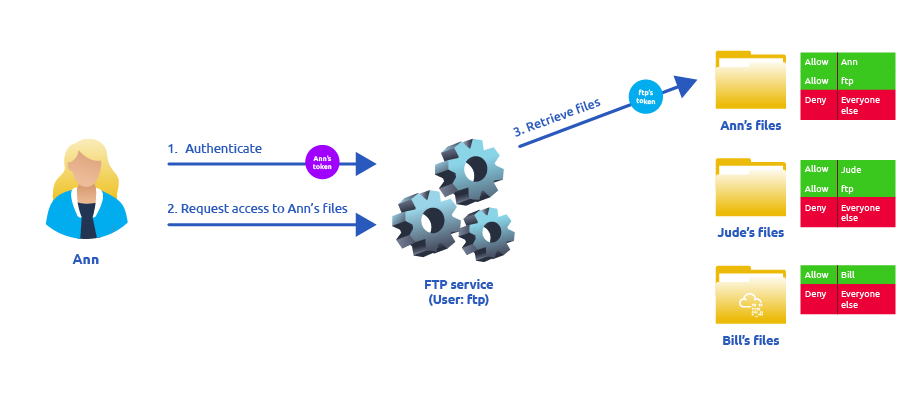 1. Authenticate
Ann's
token
2. Request access to Ann's files
Ann
FTP service
(User: ftp)
3. Retrieve files
ftp's
token
Allow Ann
Allow ftp
Deny Everyone
else
Ann's files
Allow Jude
Allow ftp
Deny Everyone
else
Jude's files
Allow Bill
Deny Everyone
else
Bill's files